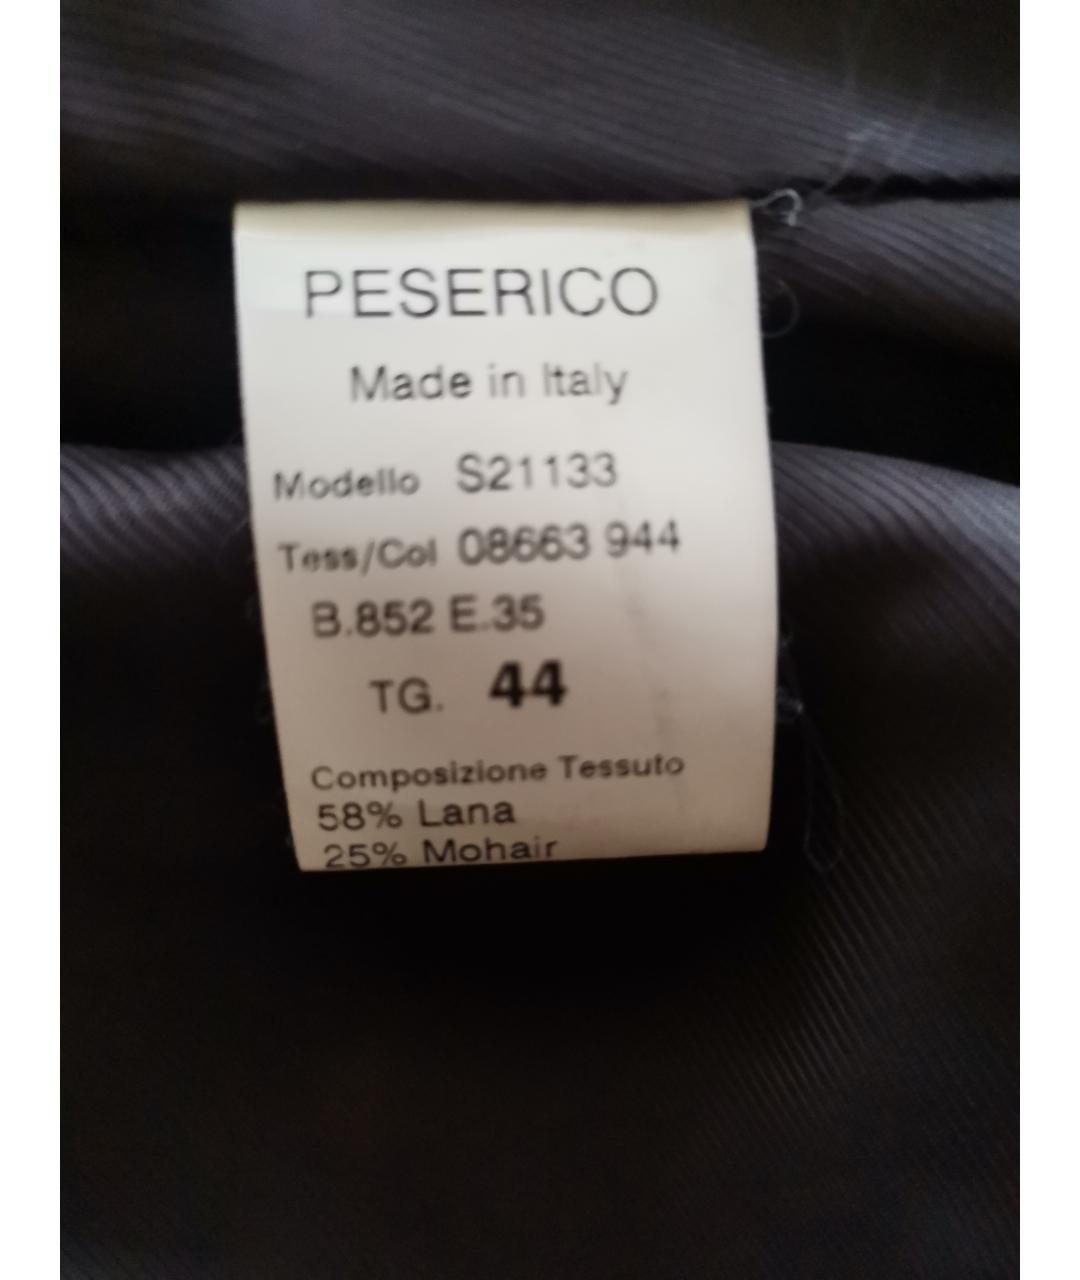 PESERICO
Made in Italy
Modello S21133
Tess/Col 08663 944
B.852 E.35
TG. 44
Composizione Tessuto
58% Lana
25% Mohair